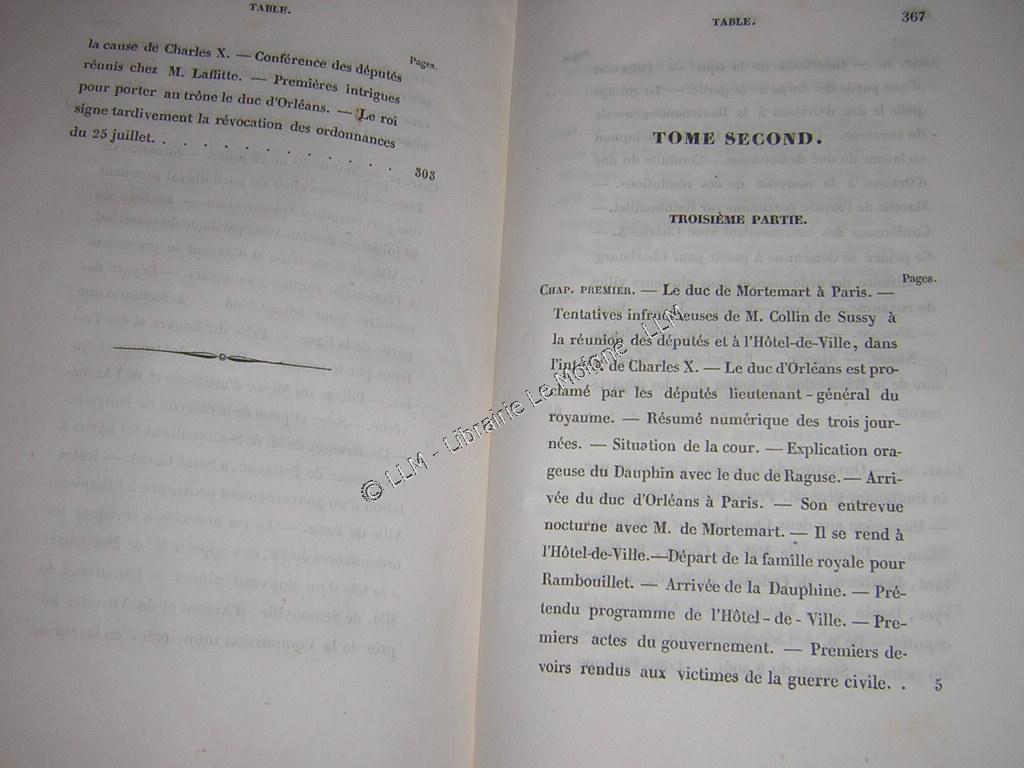 TABLE.
Pages.
la cause de Charles X. — Conférence des députés
réunis chez M. Laffitte. — Premières intrigues
pour porter au trône le duc d'Orléans. — Le roi
signe tardivement la révocation des ordonnances
du 25 juillet. . . . . . . . . . . 303
TABLE. 367
TOME SECOND.
TROISIÈME PARTIE.
Pages.
CHAP. PREMIER. — Le duc de Mortemart à Paris. —
Tentatives infructueuses de M. Collin de Sussy à
la réunion des députés et à l'Hôtel-de-Ville, dans
l'intérêt de Charles X. — Le duc d'Orléans est pro-
clamé par les députés lieutenant-général du
royaume. — Résumé numérique des trois jour-
nées. — Situation de la cour. — Explication ora-
geuse du Dauphin avec le duc de Raguse. — Arri-
vée du duc d'Orléans à Paris. — Son entrevue
nocturne avec M. de Mortemart. — Il se rend à
l'Hôtel-de-Ville. — Départ de la famille royale pour
Rambouillet. — Arrivée de la Dauphine. — Pré-
tendu programme de l'Hôtel-de-Ville. — Pre-
miers actes du gouvernement. — Premiers de-
voirs rendus aux victimes de la guerre civile. . 5
© LLM - Librairie Le Moigne - LLM